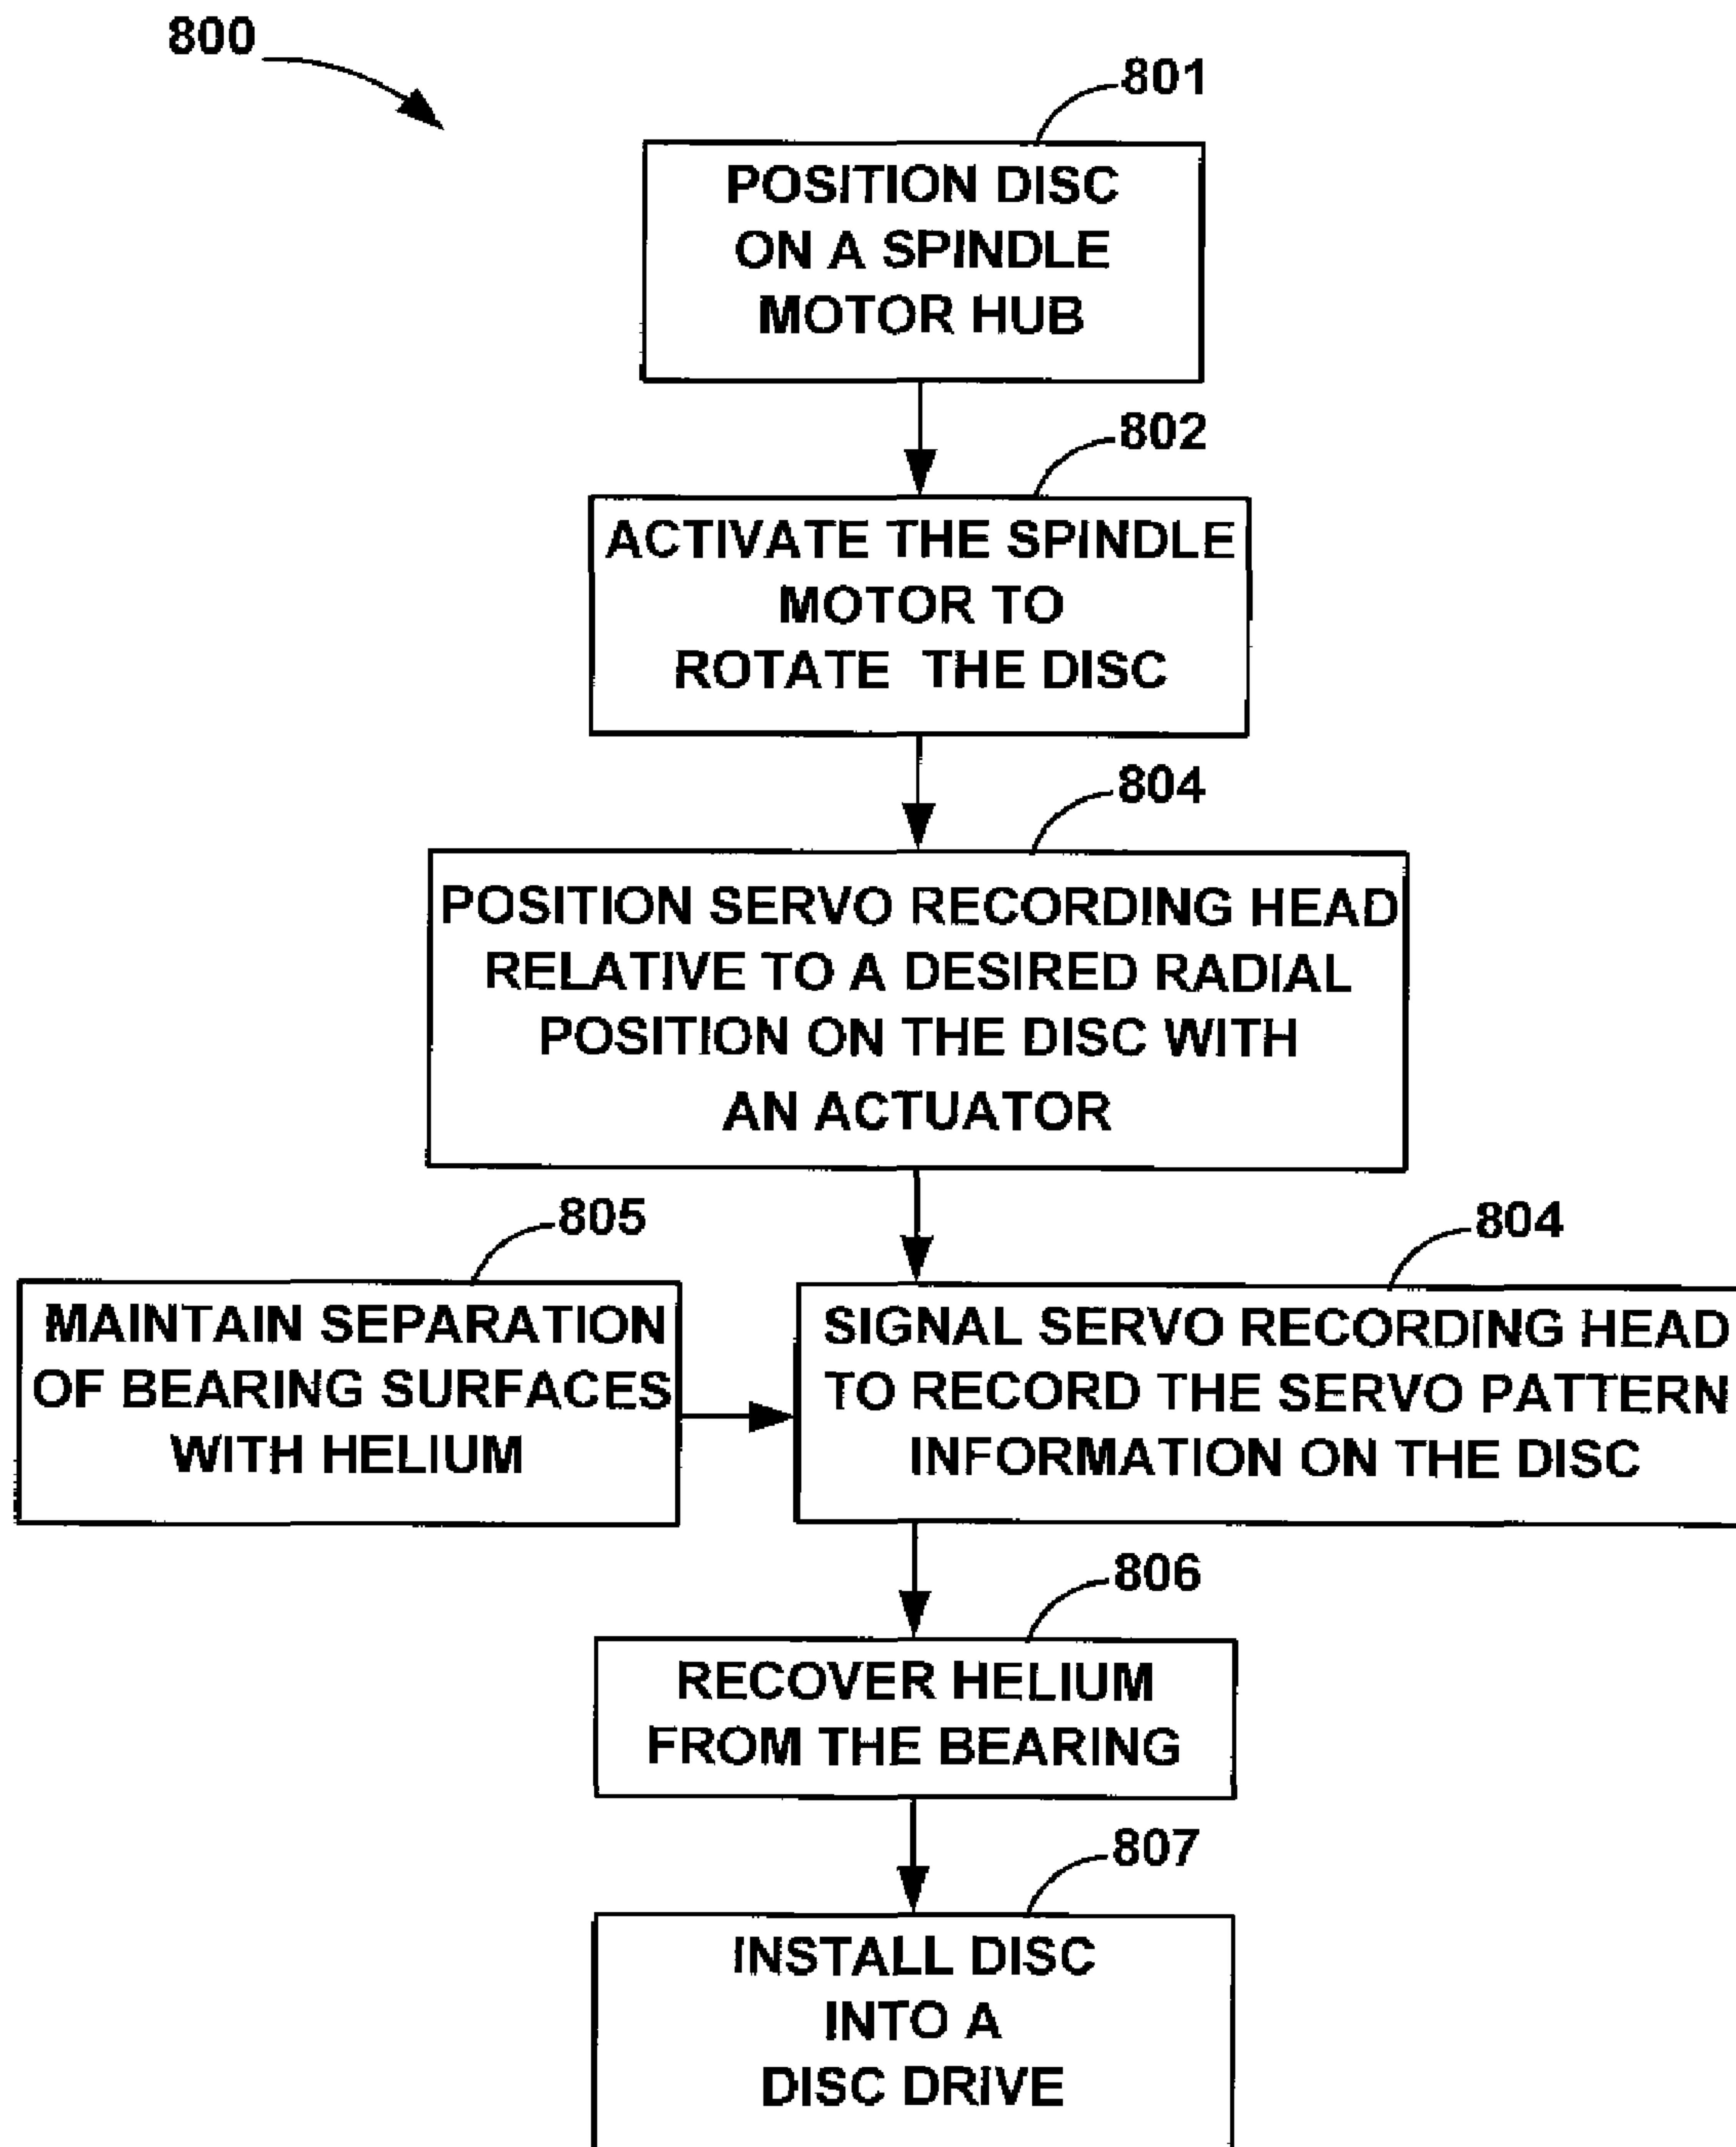 800
801
POSITION DISC
ON A SPINDLE
MOTOR HUB
802
ACTIVATE THE SPINDLE
MOTOR TO
ROTATE THE DISC
804
POSITION SERVO RECORDING HEAD
RELATIVE TO A DESIRED RADIAL
POSITION ON THE DISC WITH
AN ACTUATOR
805
MAINTAIN SEPARATION
OF BEARING SURFACES
WITH HELIUM
804
SIGNAL SERVO RECORDING HEAD
TO RECORD THE SERVO PATTERN
INFORMATION ON THE DISC
806
RECOVER HELIUM
FROM THE BEARING
807
INSTALL DISC
INTO A
DISC DRIVE